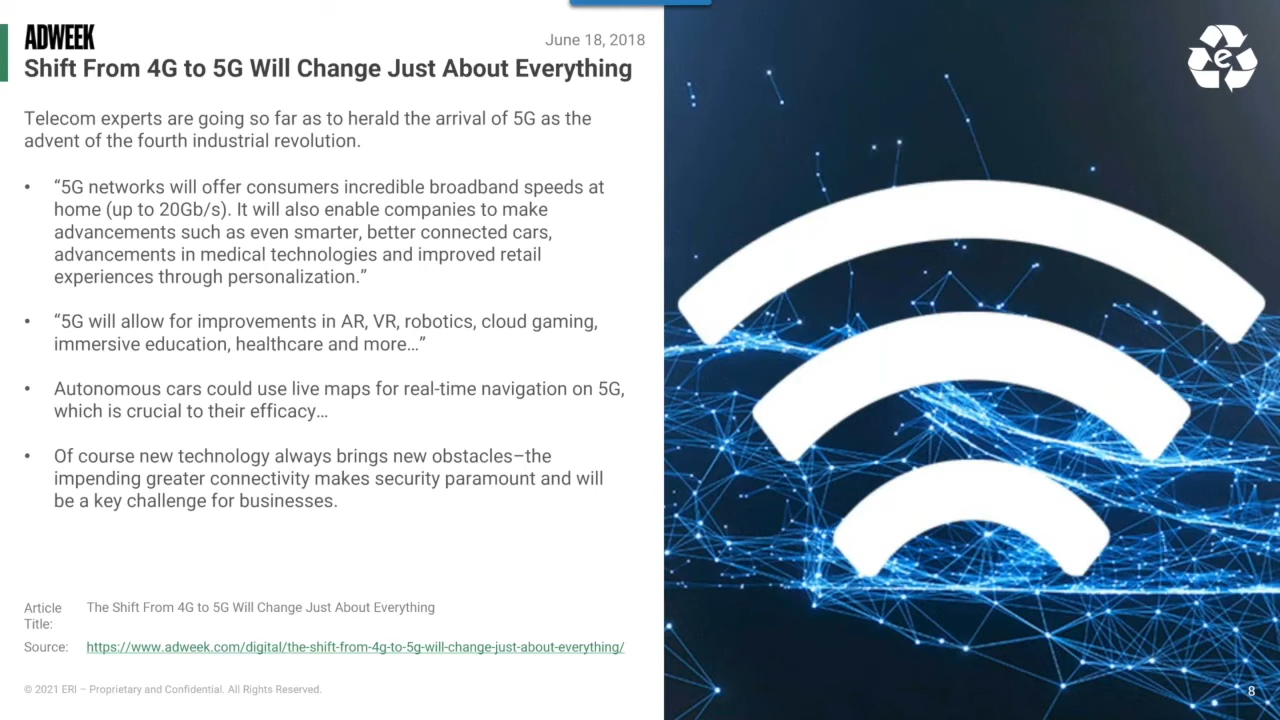 ADWEEK
June 18, 2018
Shift From 4G to 5G Will Change Just About Everything
Telecom experts are going so far as to herald the arrival of 5G as the
advent of the fourth industrial revolution.
• “5G networks will offer consumers incredible broadband speeds at
home (up to 20Gb/s). It will also enable companies to make
advancements such as even smarter, better connected cars,
advancements in medical technologies and improved retail
experiences through personalization.”
• “5G will allow for improvements in AR, VR, robotics, cloud gaming,
immersive education, healthcare and more…”
• Autonomous cars could use live maps for real-time navigation on 5G,
which is crucial to their efficacy…
• Of course new technology always brings new obstacles–the
impending greater connectivity makes security paramount and will
be a key challenge for businesses.
Article Title: The Shift From 4G to 5G Will Change Just About Everything
Source: https://www.adweek.com/digital/the-shift-from-4g-to-5g-will-change-just-about-everything/
© 2021 ERI – Proprietary and Confidential. All Rights Reserved.
e
8